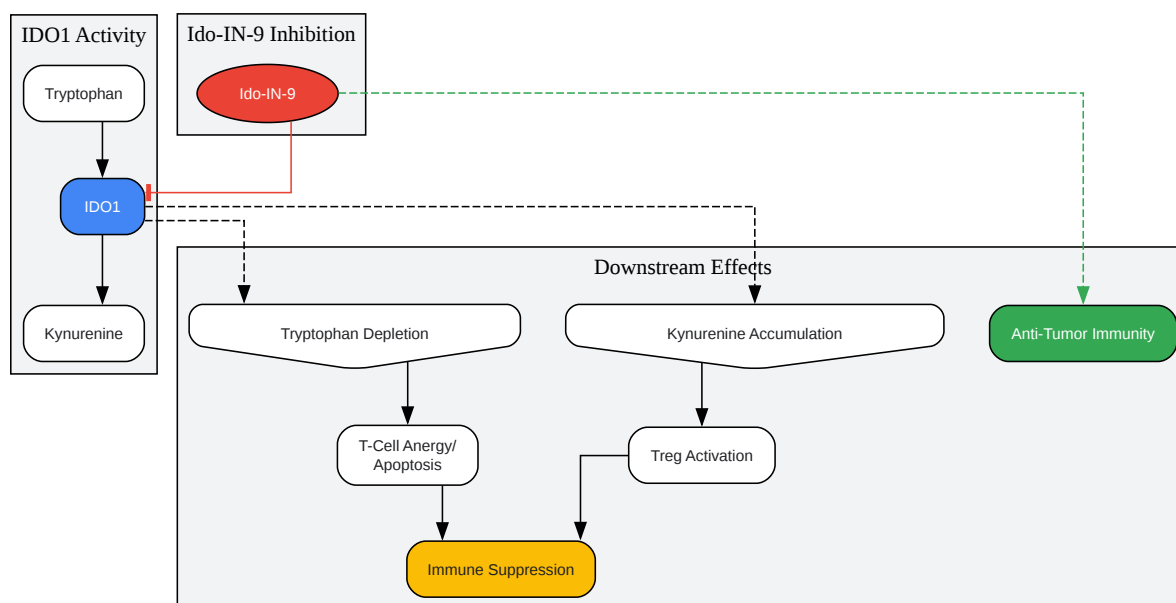 IDO1 Activity
Ido-IN-9 Inhibition
Tryptophan
Ido-IN-9
IDO1
Downstream Effects
Kynurenine
Tryptophan Depletion
Kynurenine Accumulation
Anti-Tumor Immunity
T-Cell Anergy/
Apoptosis
Treg Activation
Immune Suppression